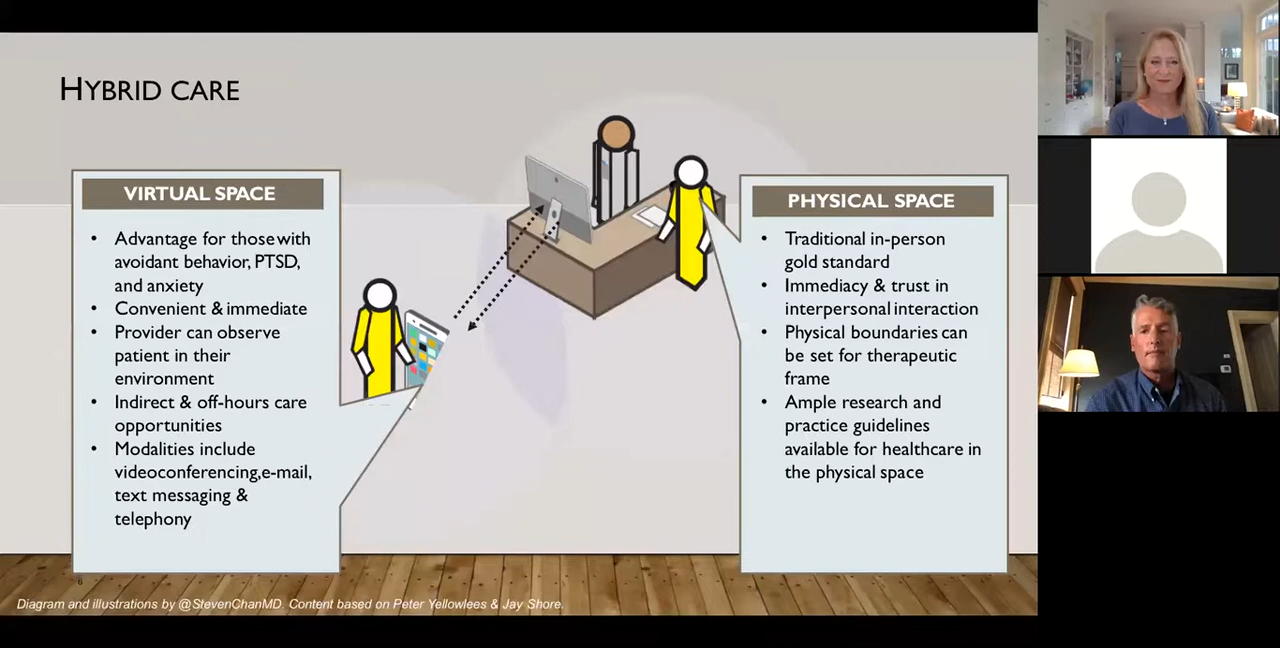 HYBRID CARE
VIRTUAL SPACE
• Advantage for those with
avoidant behavior, PTSD,
and anxiety
• Convenient & immediate
• Provider can observe
patient in their
environment
• Indirect & off-hours care
opportunities
• Modalities include
videoconferencing,e-mail,
text messaging &
telephony
PHYSICAL SPACE
• Traditional in-person
gold standard
• Immediacy & trust in
interpersonal interaction
• Physical boundaries can
be set for therapeutic
frame
• Ample research and
practice guidelines
available for healthcare in
the physical space
6
Diagram and illustrations by @StevenChanMD. Content based on Peter Yellowlees & Jay Shore.